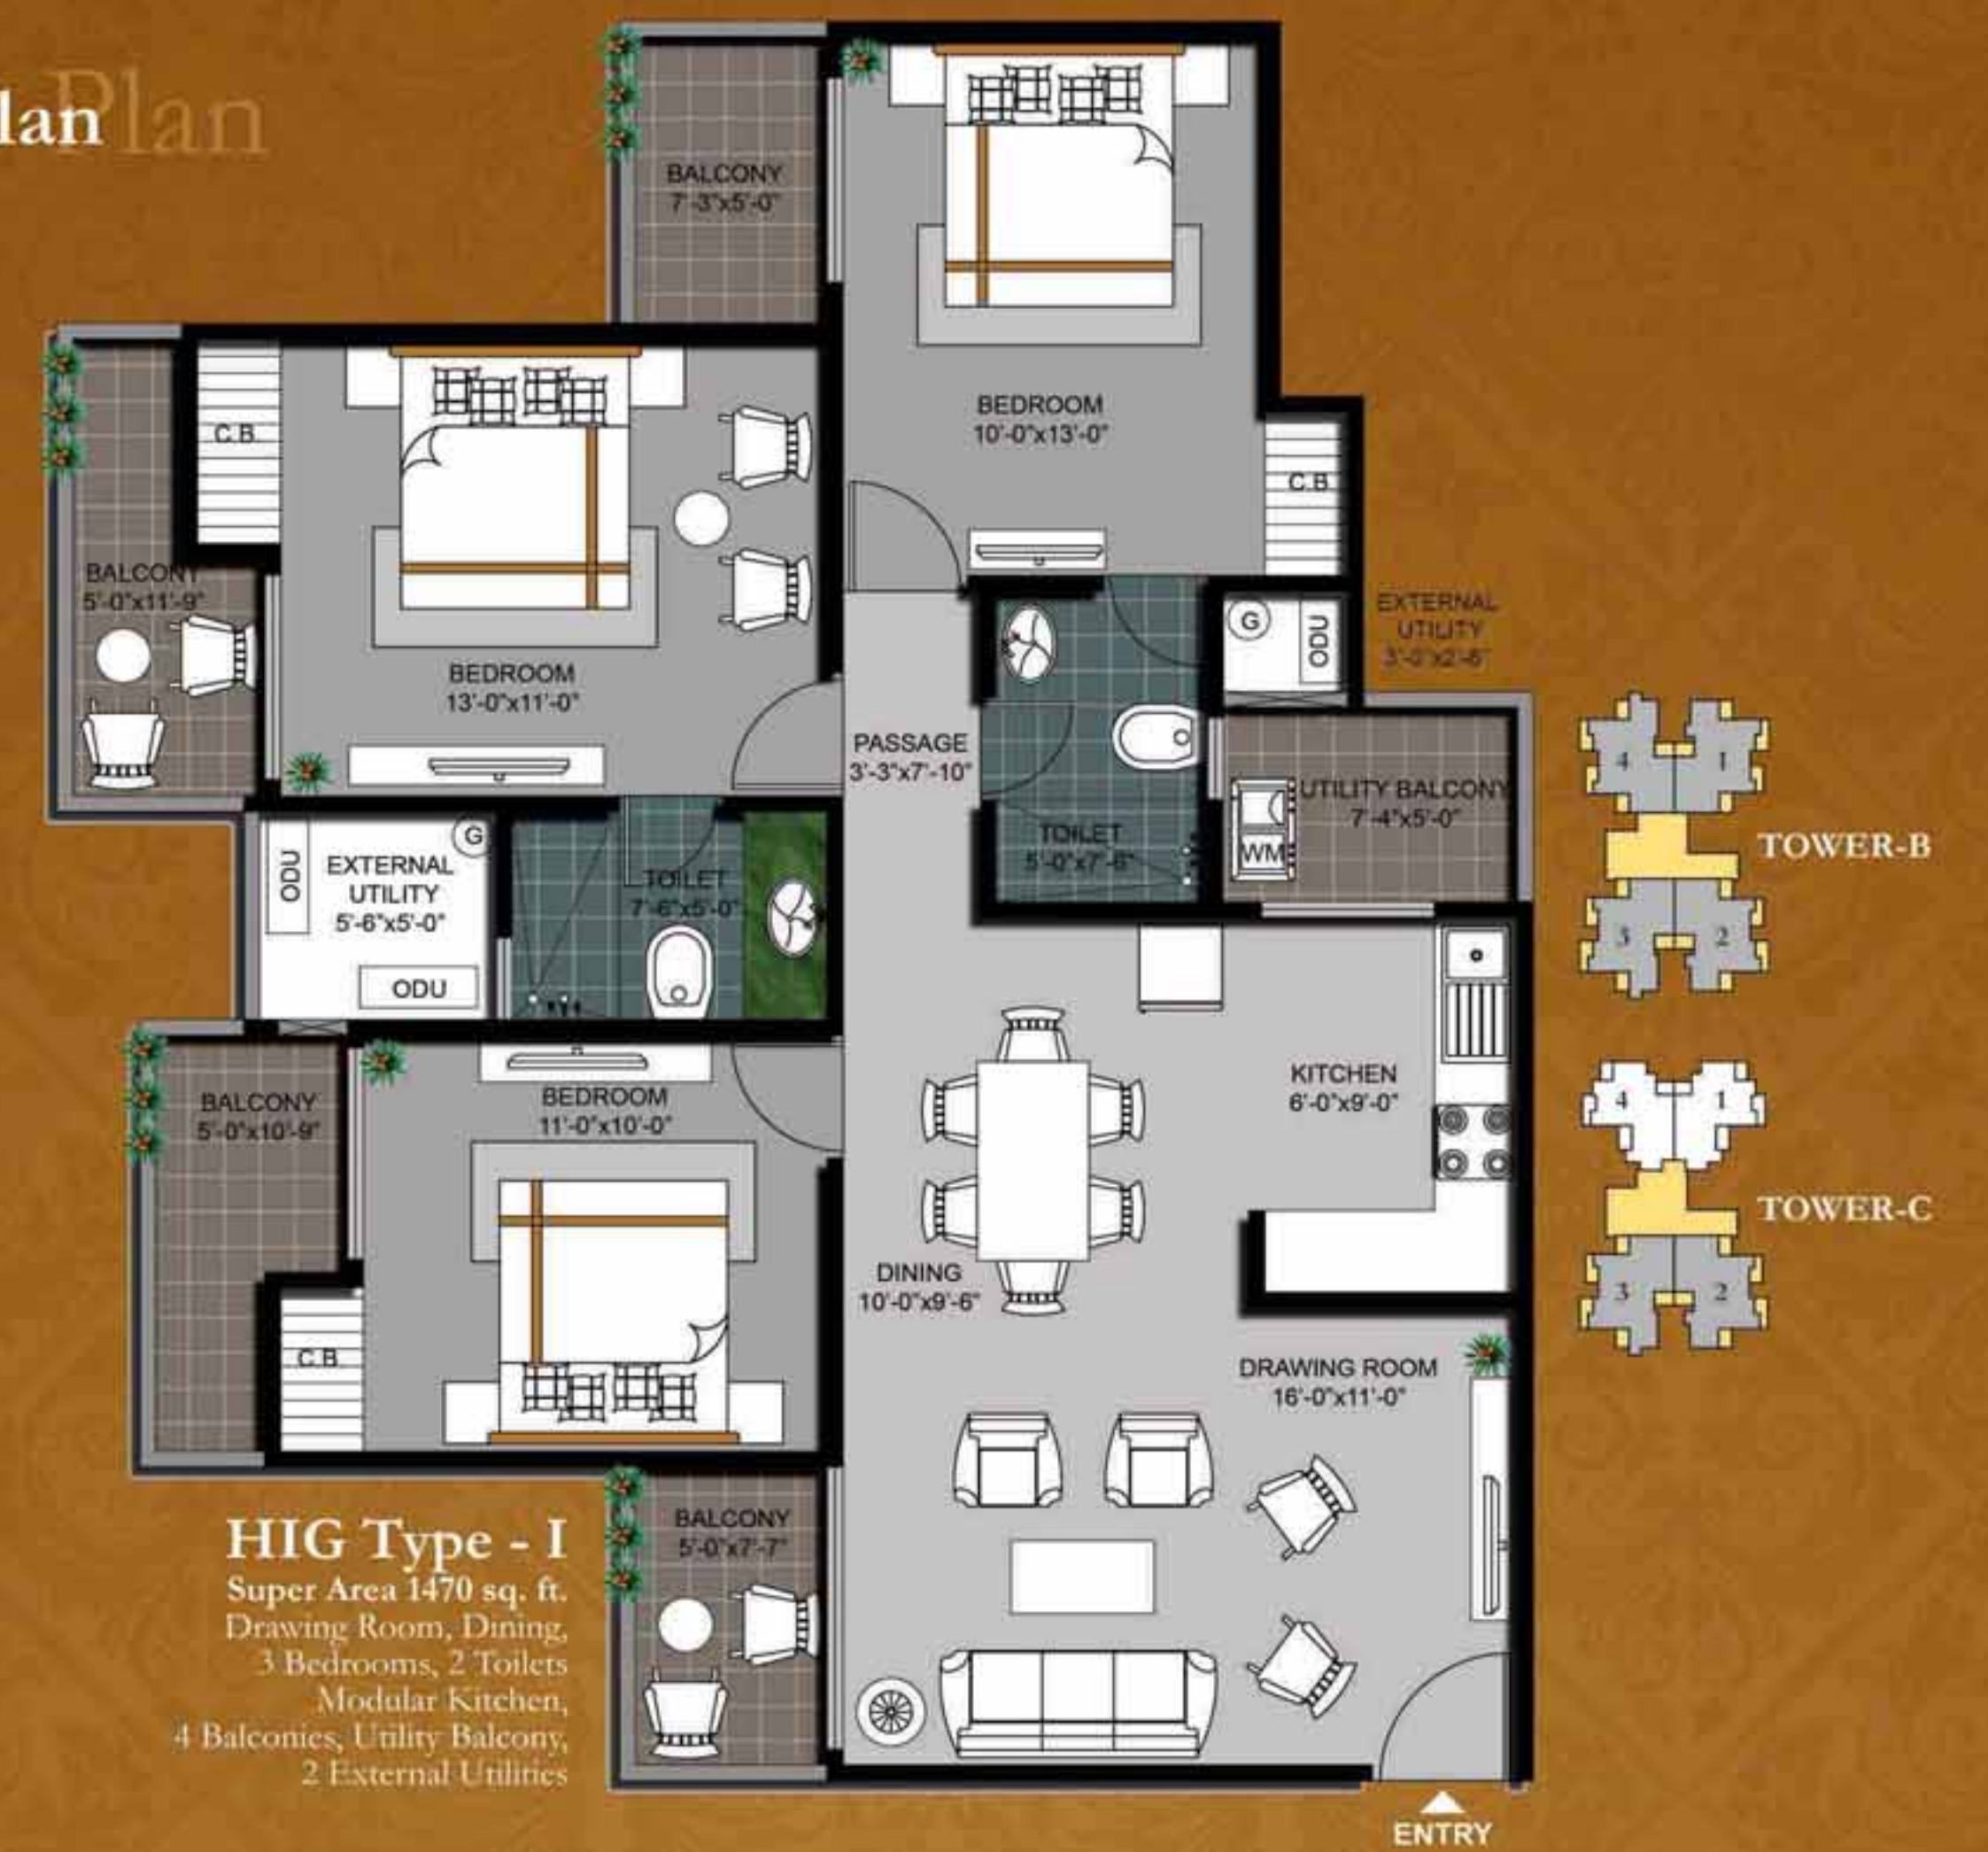 lan Plan
BALCONY
7'-3"x5'-0"
BEDROOM
10'-0"x13'-0"
C.B.
C.B
BALCONY
5'-0"x11'-9"
BEDROOM
13'-0"x11'-0"
G
ODU
EXTERNAL
UTILITY
PASSAGE
3'-3"x7'-10"
TOILET
5'-0"x7'-6"
UTILITY BALCONY
7'-4"x5'-0"
WM
4 1
TOWER-B
3 2
ODU
EXTERNAL
UTILITY
5'-6"x5'-0"
G
ODU
TOILET
7'-6"x5'-0"
KITCHEN
6'-0"x9'-0"
BALCONY
5'-0"x10'-9"
BEDROOM
11'-0"x10'-0"
4 1
TOWER-C
3 2
DINING
10'-0"x9'-6"
C.B
DRAWING ROOM
16'-0"x11'-0"
BALCONY
5'-0"x7'-7"
HIG Type - I
Super Area 1470 sq. ft.
Drawing Room, Dining,
3 Bedrooms, 2 Toilets
Modular Kitchen,
4 Balconies, Utility Balcony,
2 External Utilities
ENTRY